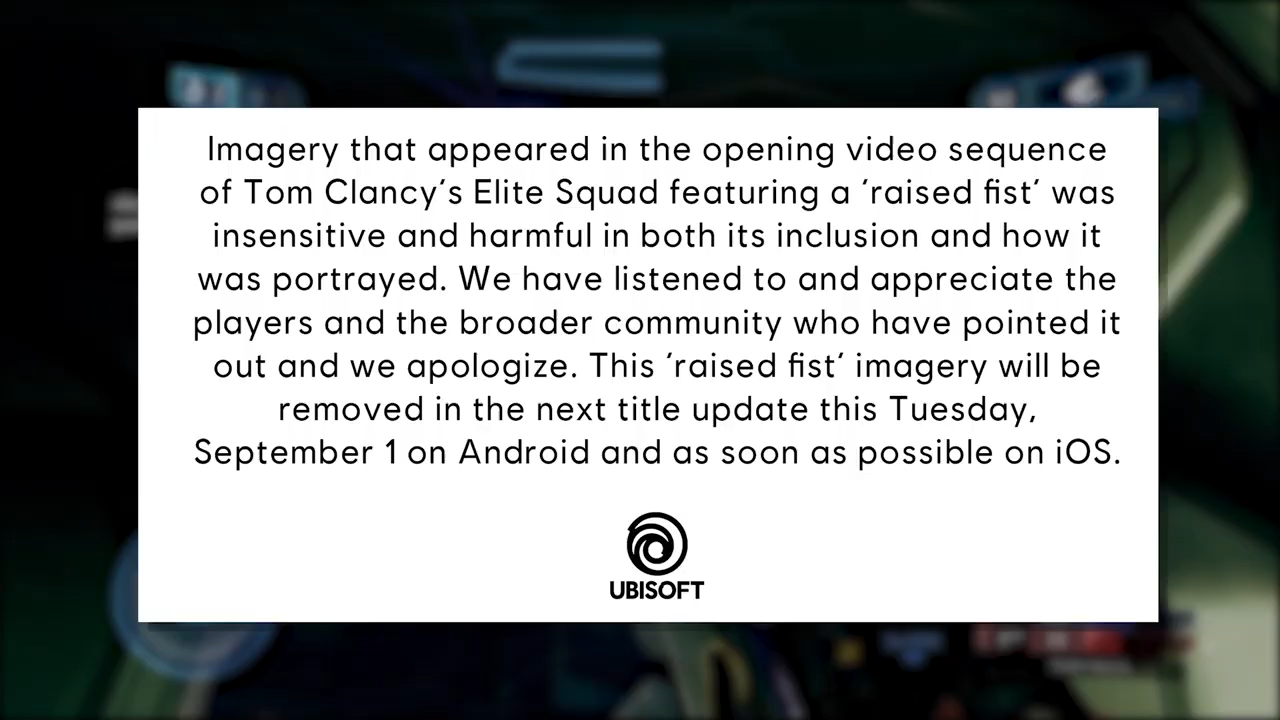 Imagery that appeared in the opening video sequence
of Tom Clancy's Elite Squad featuring a 'raised fist' was
insensitive and harmful in both its inclusion and how it
was portrayed. We have listened to and appreciate the
players and the broader community who have pointed it
out and we apologize. This 'raised fist' imagery will be
removed in the next title update this Tuesday,
September 1 on Android and as soon as possible on iOS.
UBISOFT